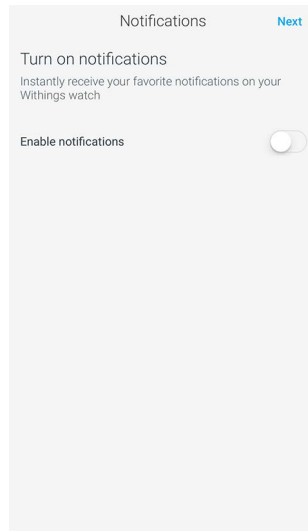 Notifications
Next
Turn on notifications
Instantly receive your favorite notifications on your
Withings watch
Enable notifications